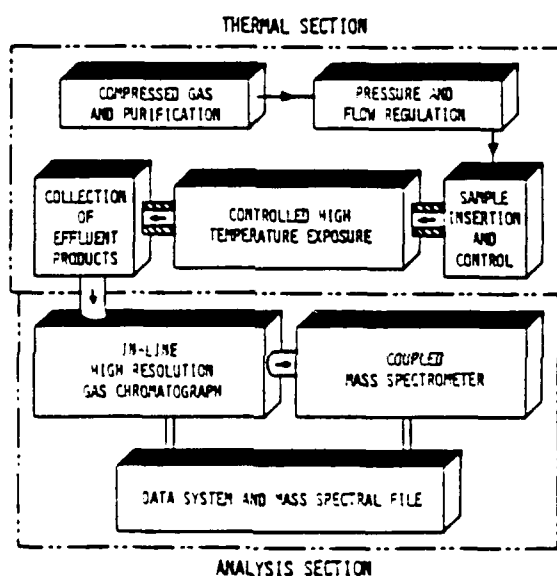 THERMAL SECTION
COMPRESSED GAS
AND PURIFICATION
PRESSURE AND
FLOW REGULATION
COLLECTION
OF
EFFLUENT
PRODUCTS
CONTROLLED HIGH
TEMPERATURE EXPOSURE
SAMPLE
INSERTION
AND
CONTROL
IN-LINE
HIGH RESOLUTION
GAS CHROMATOGRAPH
COUPLED
MASS SPECTROMETER
DATA SYSTEM AND MASS SPECTRAL FILE
ANALYSIS SECTION